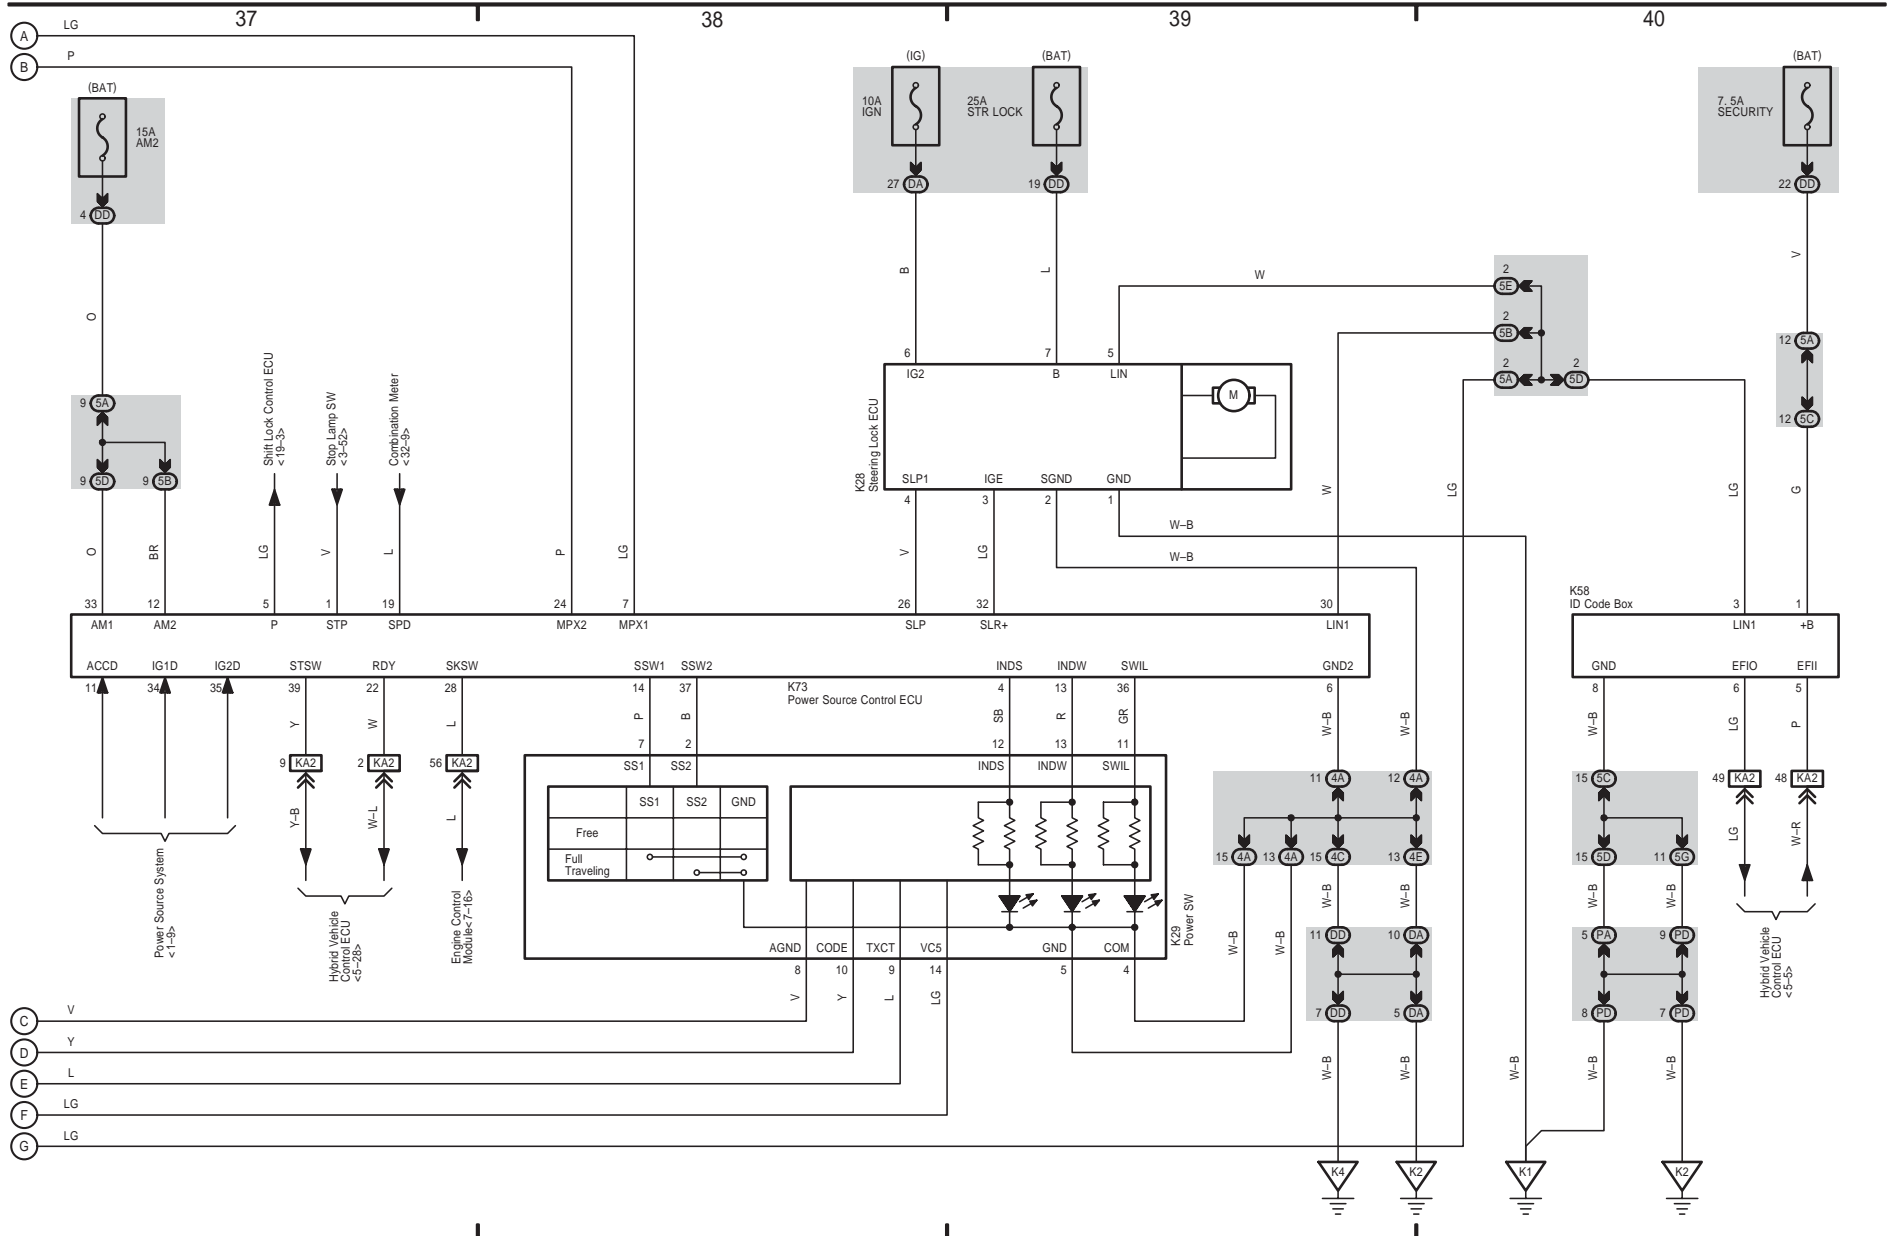 37 38 39 40
A LG
B P
(BAT)
15A
AM2
4 DD
O
9 5A
9 5D 9 5B
O BR
Shift Lock Control ECU
<19–3>
LG
Stop Lamp SW
<3–52>
V
Combination Meter
<32–9>
L
P
LG
(IG) (BAT)
10A
IGN
25A
STR LOCK
27 DA 19 DD
B L
W
6 7 5
IG2 B LIN
M
K28
Steering Lock ECU
SLP1 IGE SGND GND
4 3 2 1
W–B
W–B
V LG
2
5E
2
5B
2 2
5A 5D
W LG LG
(BAT)
7. 5A
SECURITY
22 DD
V
12 5A
12 5C
G
33 12 5 1 19 24 7 26 32 30
AM1 AM2 P STP SPD MPX2 MPX1 SLP SLR+ LIN1
ACCD IG1D IG2D STSW RDY SKSW SSW1 SSW2 INDS INDW SWIL GND2
11 34 35 39 22 28 14 37 4 13 36 6
K73
Power Source Control ECU
K58
ID Code Box
3 1
LIN1 +B
GND EFIO EFII
8 6 5
Y W L P B SB R GR W–B W–B W–B LG P
9 KA2 2 KA2 56 KA2
Y–B W–L L
Power Source System
<1–9>
Hybrid Vehicle
Control ECU
<5–28>
Engine Control
Module<7–16>
7 2 12 13 11
SS1 SS2 INDS INDW SWIL
SS1 SS2 GND
Free
Full
Traveling
K29
Power SW
AGND CODE TXCT VC5 GND COM
8 10 9 14 5 4
V Y L LG
11 4A 12 4A
15 4A 13 4A 15 4C 13 4E
W–B W–B W–B W–B
11 DD 10 DA
7 DD 5 DA
W–B W–B W–B
15 5C
15 5D 11 5G
W–B W–B
5 PA 9 PD
8 PD 7 PD
W–B W–B
49 KA2 48 KA2
LG W–R
Hybrid Vehicle
Control ECU
<5–5>
C V
D Y
E L
F LG
G LG
K4 K2 K1 K2